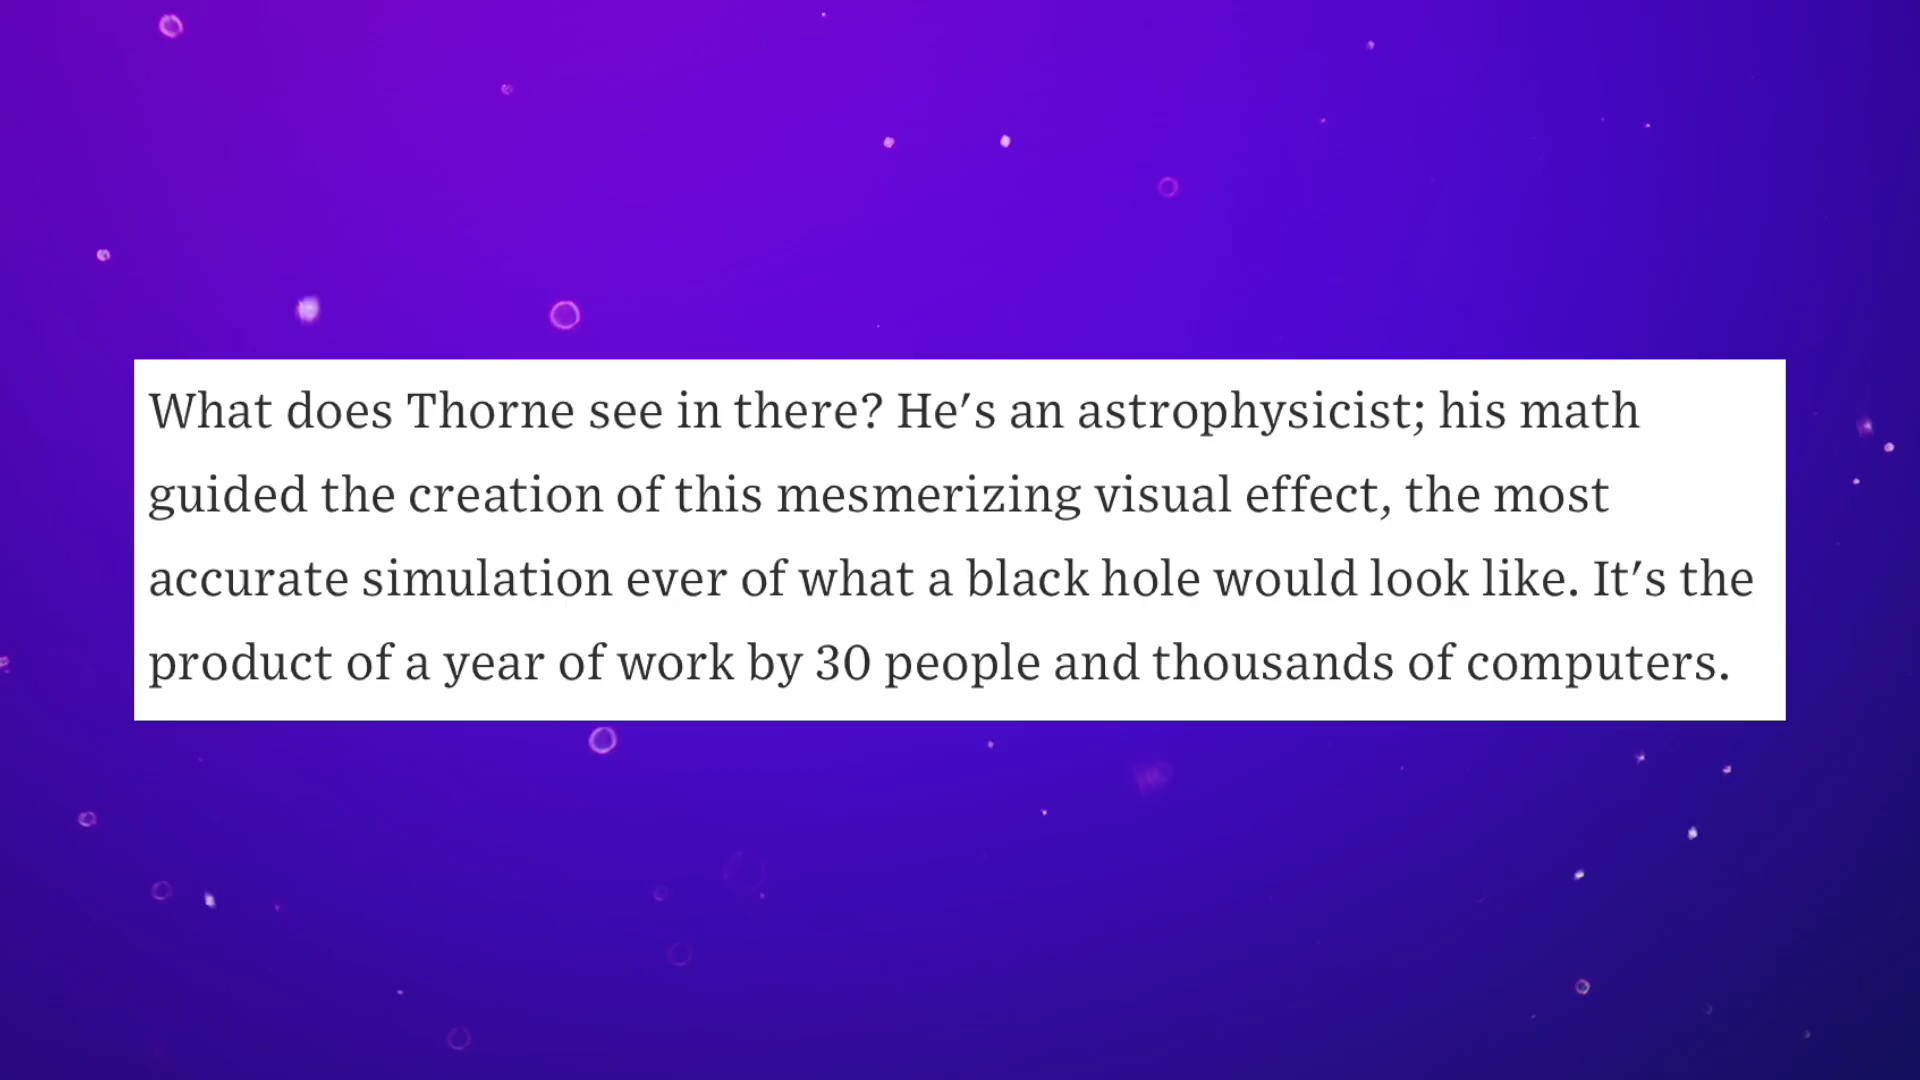 What does Thorne see in there? He's an astrophysicist; his math
guided the creation of this mesmerizing visual effect, the most
accurate simulation ever of what a black hole would look like. It's the
product of a year of work by 30 people and thousands of computers.